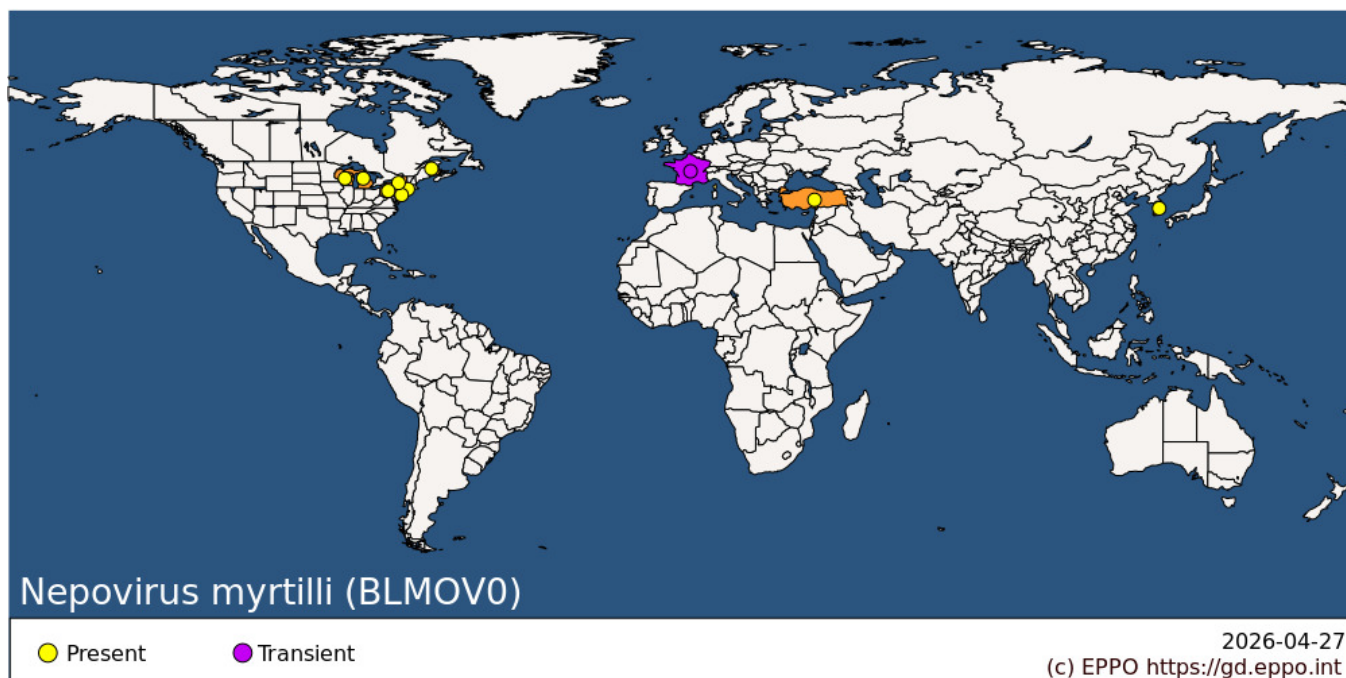 Nepovirus myrtilli (BLMOV0)
Present
Transient
2026-04-27
(c) EPPO https://gd.eppo.int